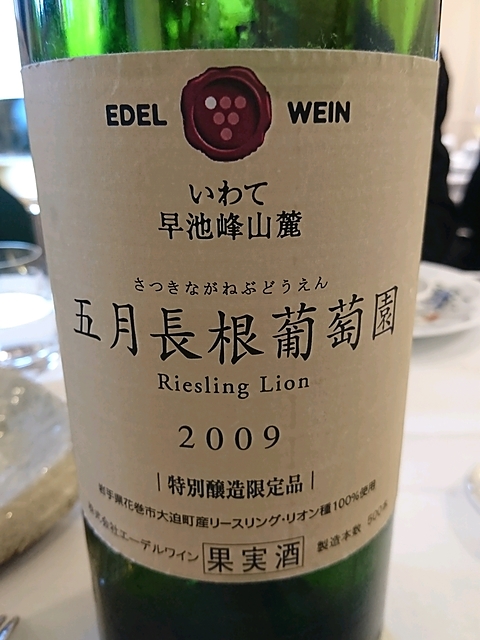 EDEL WEIN
いわて
早池峰山麓
さつきながねぶどうえん
五月長根葡萄園
Riesling Lion
2009
特別醸造限定品
岩手県花巻市大迫町産リースリング・リオン種100%使用
株式会社エーデルワイン 果実酒 製造本数